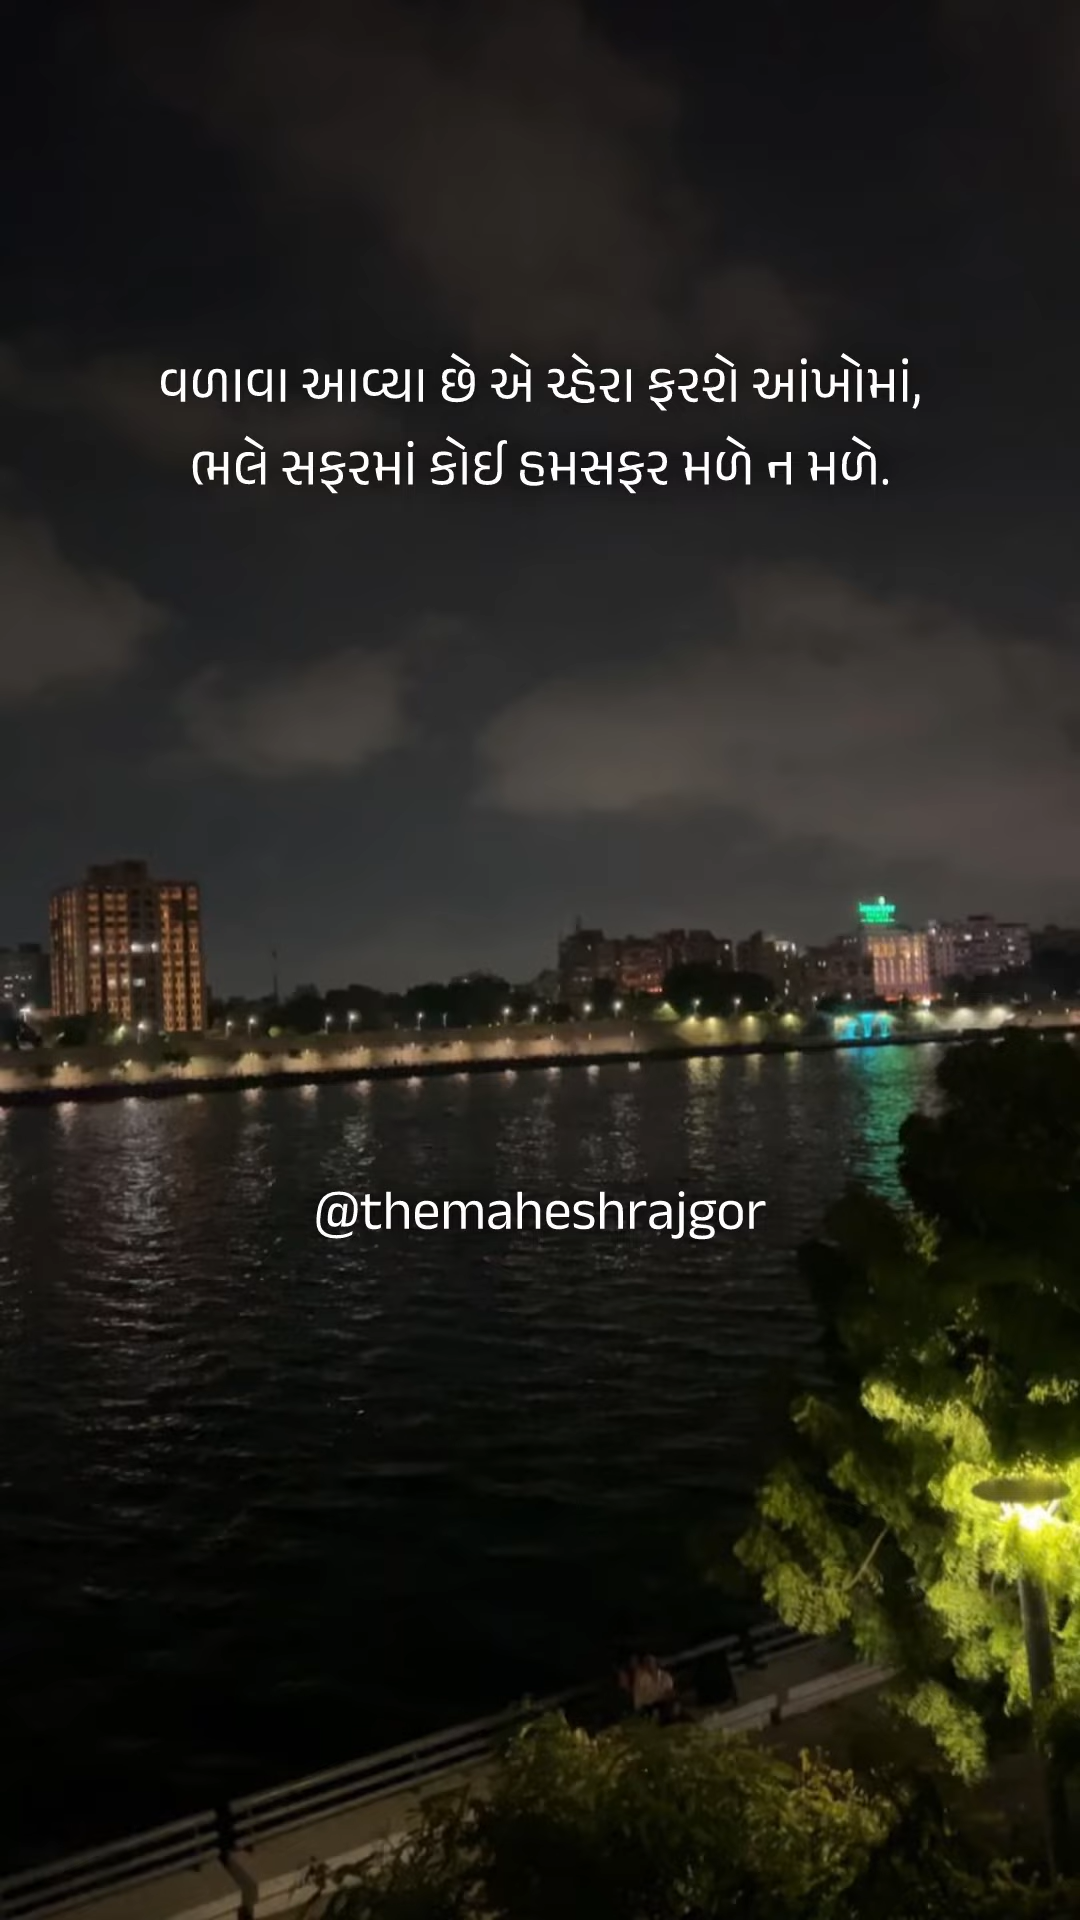 વળાવા આવ્યા છે એ ચ્હેરા ફરશે આંખોમાં,
ભલે સફરમાં કોઈ હમસફર મળે ન મળે.
@themaheshrajgor